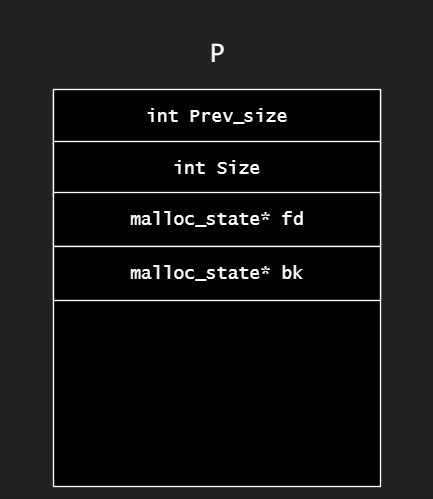 P
int Prev_size
int Size
malloc_state* fd
malloc_state* bk